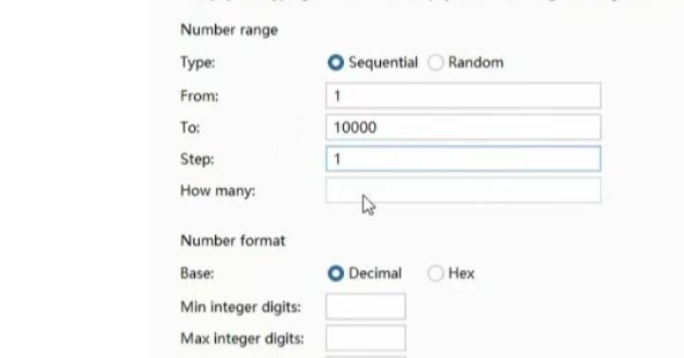 Number range
Type: Sequential Random
From: 1
To: 10000
Step: 1
How many:
Number format
Base: Decimal Hex
Min integer digits:
Max integer digits: